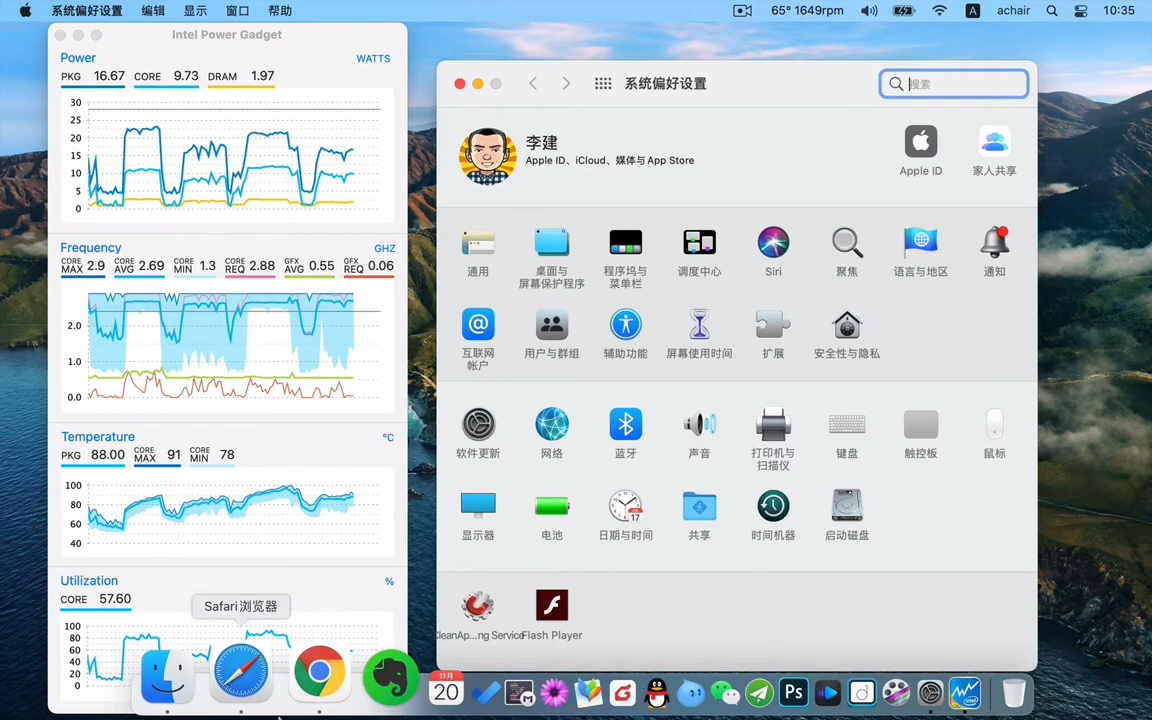 系统偏好设置 编辑 显示 窗口 帮助 65° 1649rpm A achair 10:35
Intel Power Gadget
Power WATTS
PKG 16.67 CORE 9.73 DRAM 1.97
30
25
20
15
10
5
0
Frequency GHZ
CORE MAX 2.9 CORE AVG 2.69 CORE MIN 1.3 CORE REQ 2.88 GFX AVG 0.55 GFX REQ 0.06
2.0
1.0
0.0
Temperature °C
PKG 88.00 CORE MAX 91 CORE MIN 78
100
80
60
40
Utilization %
CORE 57.60
100
80
60
40
20
0
Safari浏览器
系统偏好设置 搜索
李建
Apple ID、iCloud、媒体与 App Store
Apple ID 家人共享
通用 桌面与 程序坞与 调度中心 Siri 聚焦 语言与地区 通知
屏幕保护程序 菜单栏
@
互联网 用户与群组 辅助功能 屏幕使用时间 扩展 安全性与隐私
帐户
软件更新 网络 蓝牙 声音 打印机与 键盘 触控板 鼠标
扫描仪
17
显示器 电池 日期与时间 共享 时间机器 启动磁盘
CleanAp...ng Service Flash Player
11月
20
Ps
d
intel